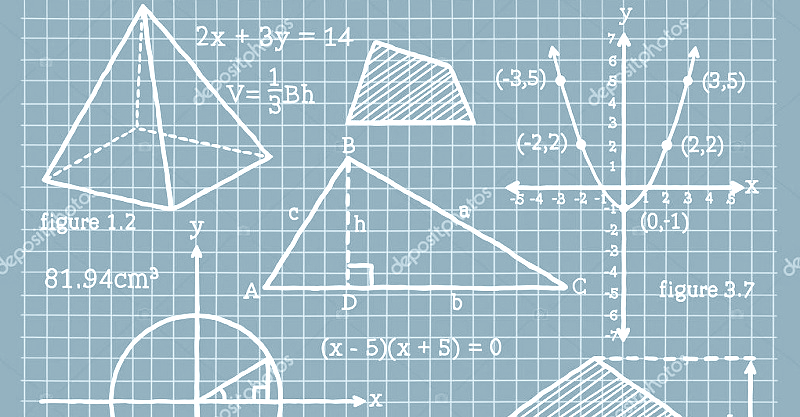 2x + 3y = 14
V= 1/3 Bh
figure 1.2
81.94cm³
y
x
B
c
a
h
A
D
b
C
(x - 5)(x + 5) = 0
y
7
6
5
4
3
2
1
(-3,5)
(3,5)
(-2,2)
(2,2)
-5 -4 -3 -2 -1 1 2 3 4 5
x
(0,-1)
-1
-2
-3
-4
-5
-6
-7
figure 3.7
depositphotos